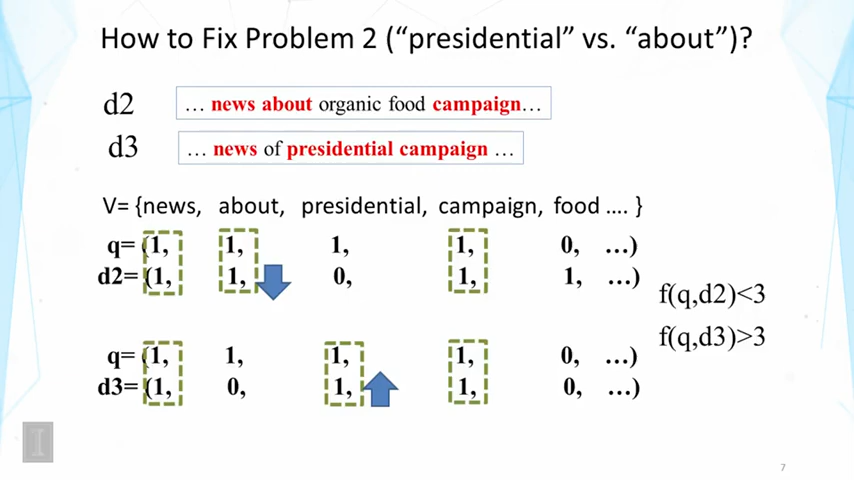 How to Fix Problem 2 (“presidential” vs. “about”)?
d2 … news about organic food campaign…
d3 … news of presidential campaign …
V= {news, about, presidential, campaign, food …. }
q= (1, 1, 1, 1, 0, …)
d2= (1, 1, 0, 1, 1, …)
f(q,d2)<3
f(q,d3)>3
q= (1, 1, 1, 1, 0, …)
d3= (1, 0, 1, 1, 0, …)
I
7